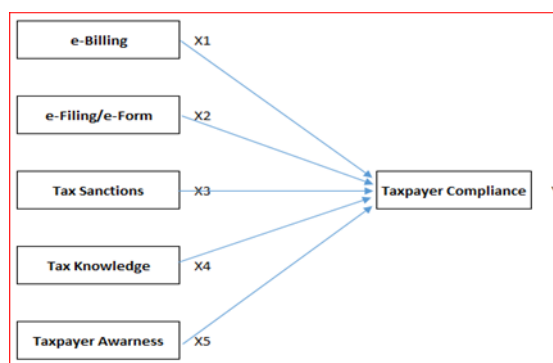 e-Billing X1
e-Filing/e-Form X2
Tax Sanctions X3
Taxpayer Compliance
Tax Knowledge X4
Taxpayer Awarness X5